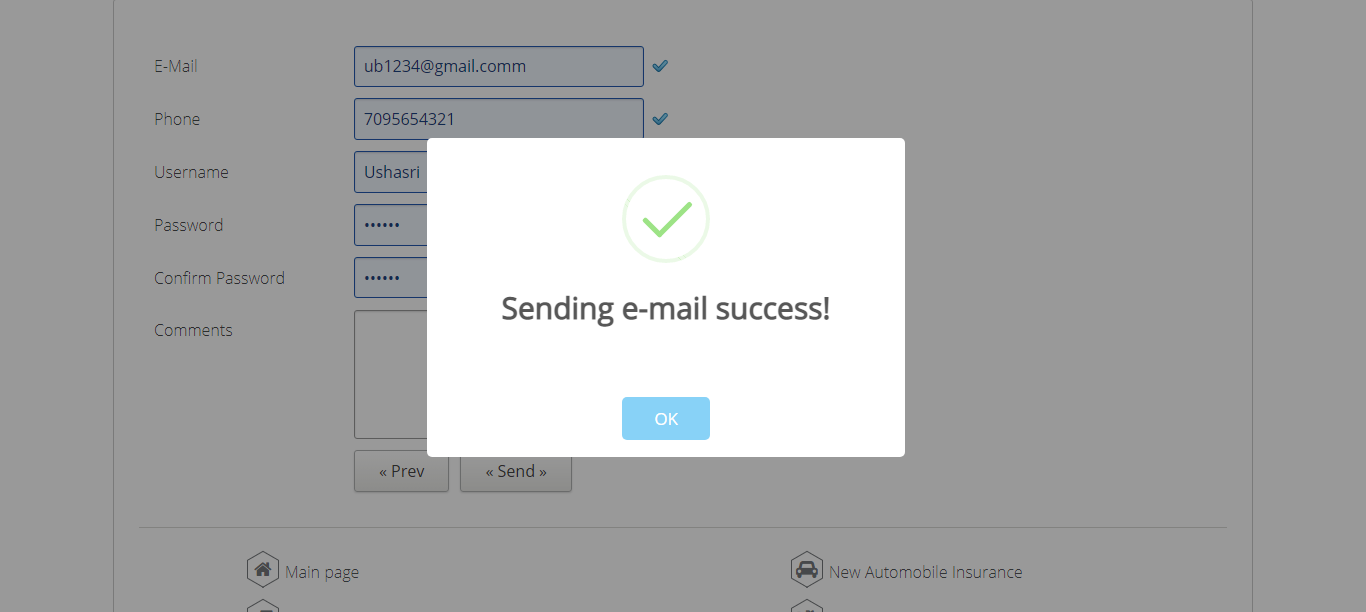 E-Mail ub1234@gmail.comm
Phone 7095654321
Username Ushasri
Password ••••••
Confirm Password ••••••
Comments
Sending e-mail success!
OK
« Prev « Send »
Main page New Automobile Insurance